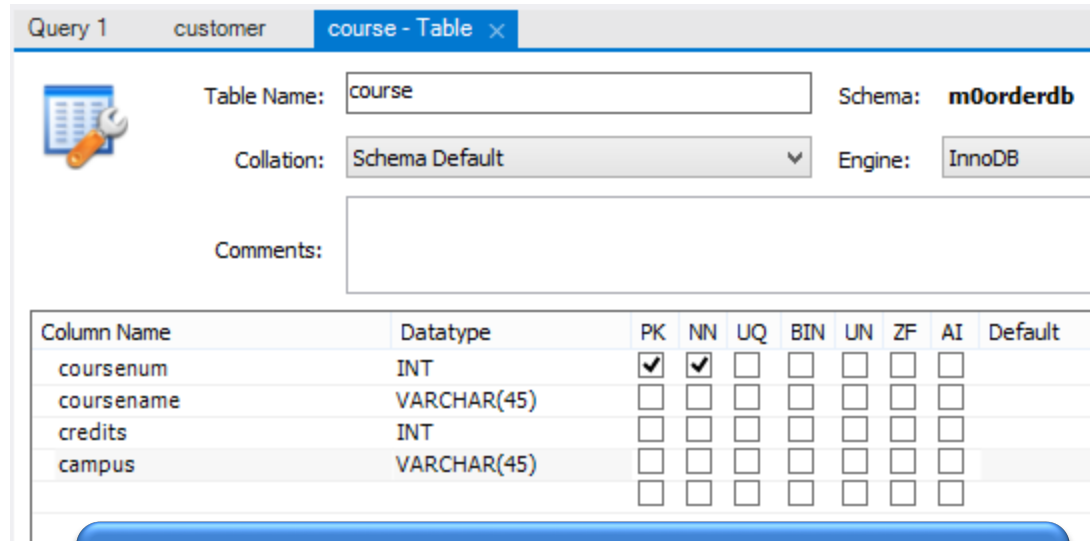 Query 1 customer course - Table ×
Table Name: course Schema: m0orderdb
Collation: Schema Default Engine: InnoDB
Comments:
Column Name Datatype PK NN UQ BIN UN ZF AI Default
coursenum INT
coursename VARCHAR(45)
credits INT
campus VARCHAR(45)